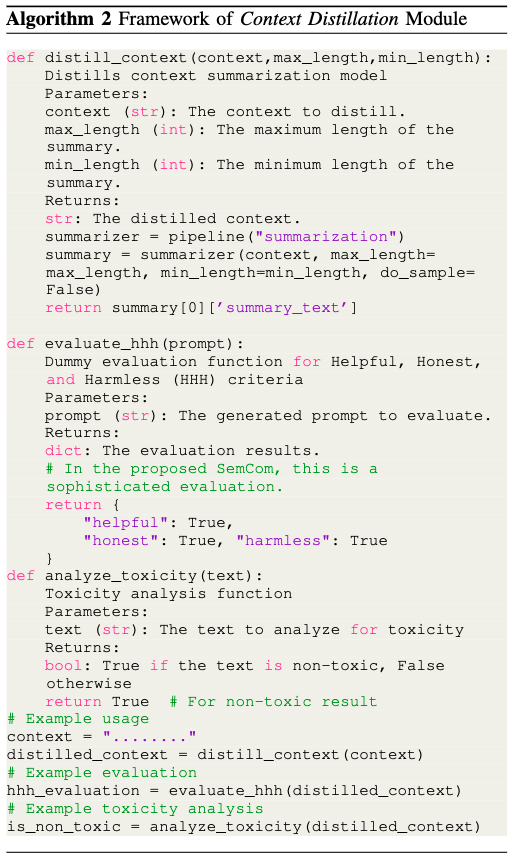 Algorithm 2 Framework of Context Distillation Module
def distill_context(context,max_length,min_length):
Distills context summarization model
Parameters:
context (str): The context to distill.
max_length (int): The maximum length of the
summary.
min_length (int): The minimum length of the
summary.
Returns:
str: The distilled context.
summarizer = pipeline("summarization")
summary = summarizer(context, max_length=
max_length, min_length=min_length, do_sample=
False)
return summary[0]['summary_text']
def evaluate_hhh(prompt):
Dummy evaluation function for Helpful, Honest,
and Harmless (HHH) criteria
Parameters:
prompt (str): The generated prompt to evaluate.
Returns:
dict: The evaluation results.
# In the proposed SemCom, this is a
sophisticated evaluation.
return {
"helpful": True,
"honest": True, "harmless": True
}
def analyze_toxicity(text):
Toxicity analysis function
Parameters:
text (str): The text to analyze for toxicity
Returns:
bool: True if the text is non-toxic, False
otherwise
return True # For non-toxic result
# Example usage
context = "........"
distilled_context = distill_context(context)
# Example evaluation
hhh_evaluation = evaluate_hhh(distilled_context)
# Example toxicity analysis
is_non_toxic = analyze_toxicity(distilled_context)